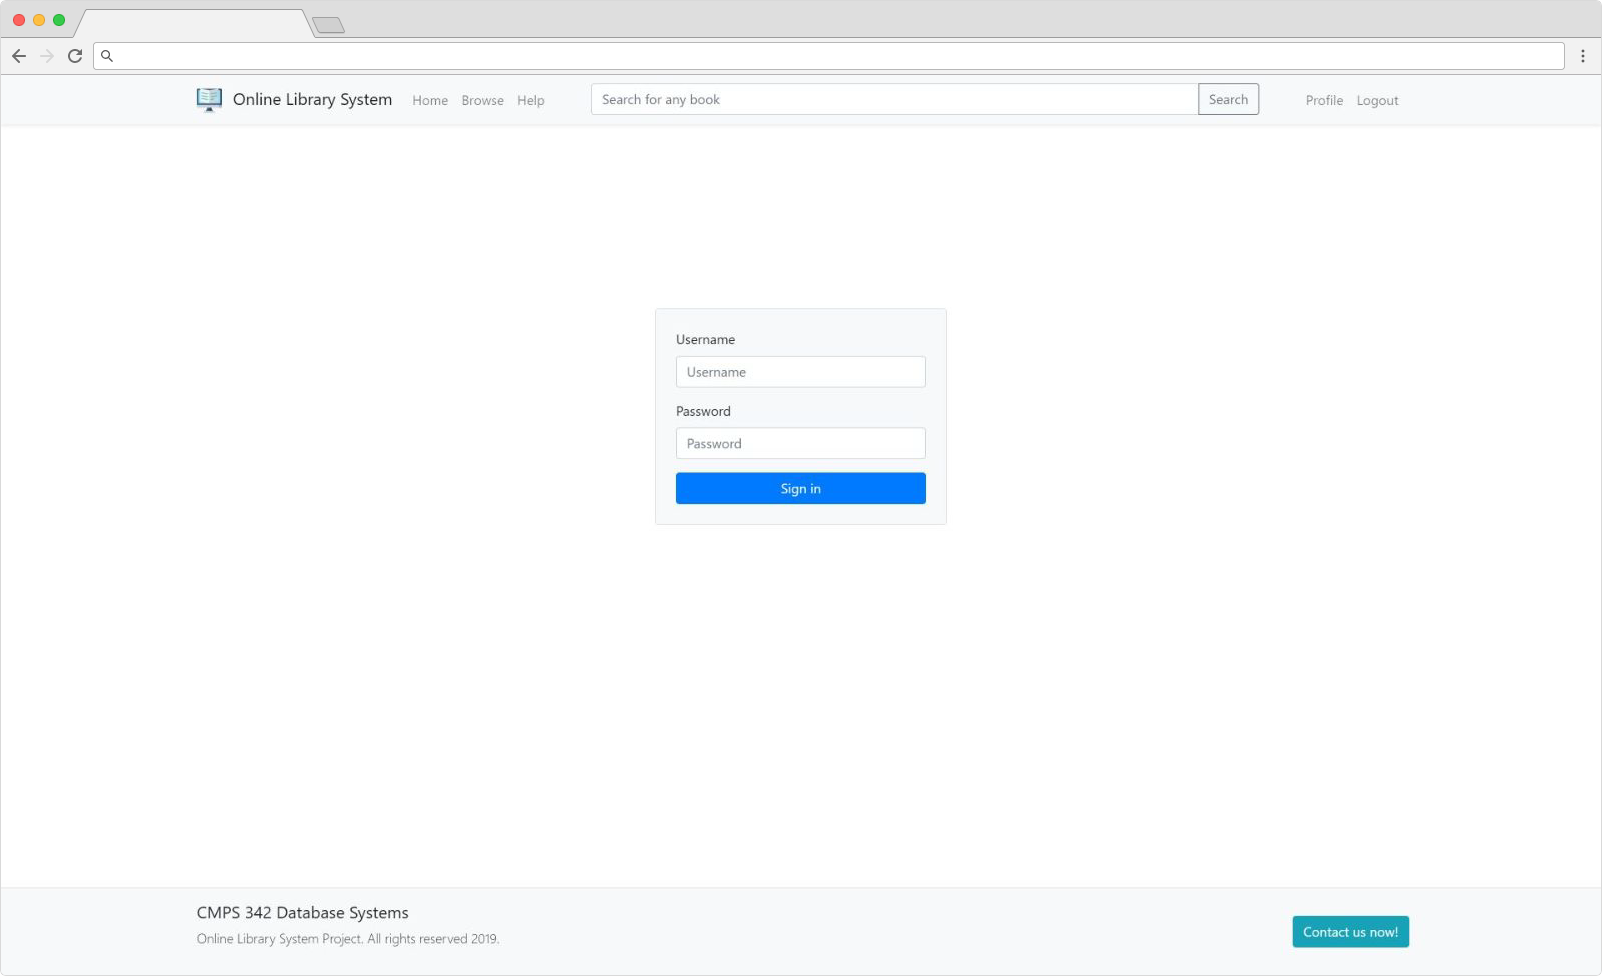 Online Library System Home Browse Help Search for any book Search Profile Logout
Username
Username
Password
Password
Sign in
CMPS 342 Database Systems
Online Library System Project. All rights reserved 2019.
Contact us now!